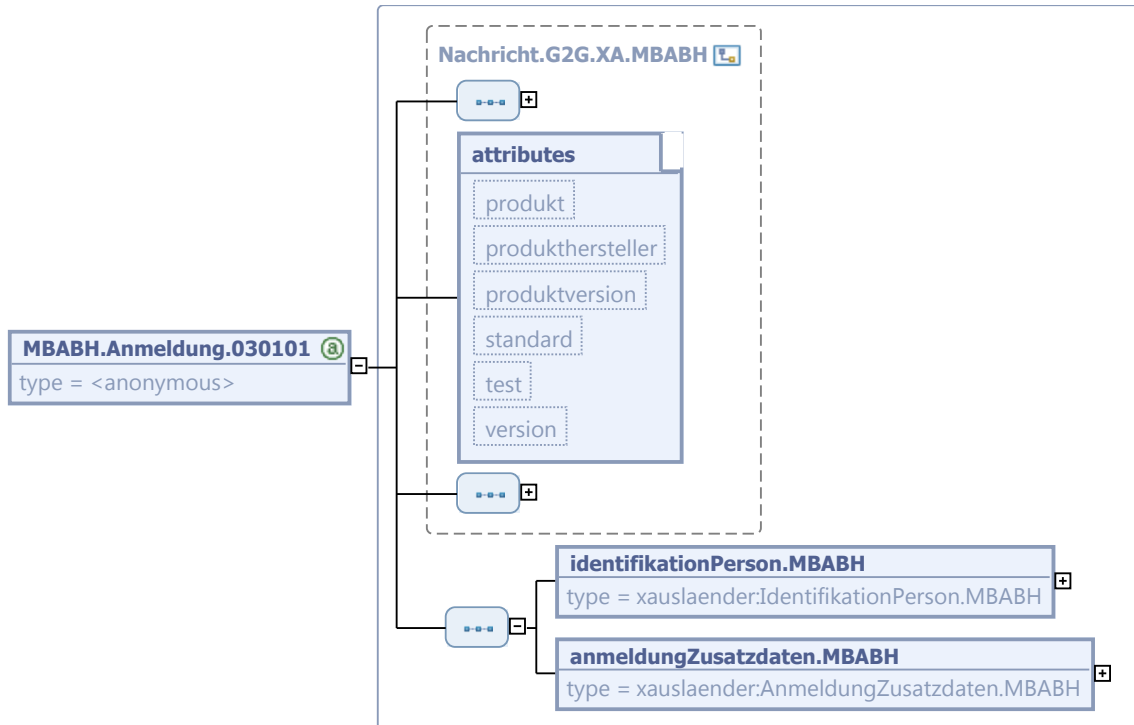 Nachricht.G2G.XA.MBABH
attributes
produkt
produkthersteller
produktversion
standard
test
version
MBABH.Anmeldung.030101 a
type = <anonymous>
identifikationPerson.MBABH
type = xauslaender:IdentifikationPerson.MBABH
anmeldungZusatzdaten.MBABH
type = xauslaender:AnmeldungZusatzdaten.MBABH